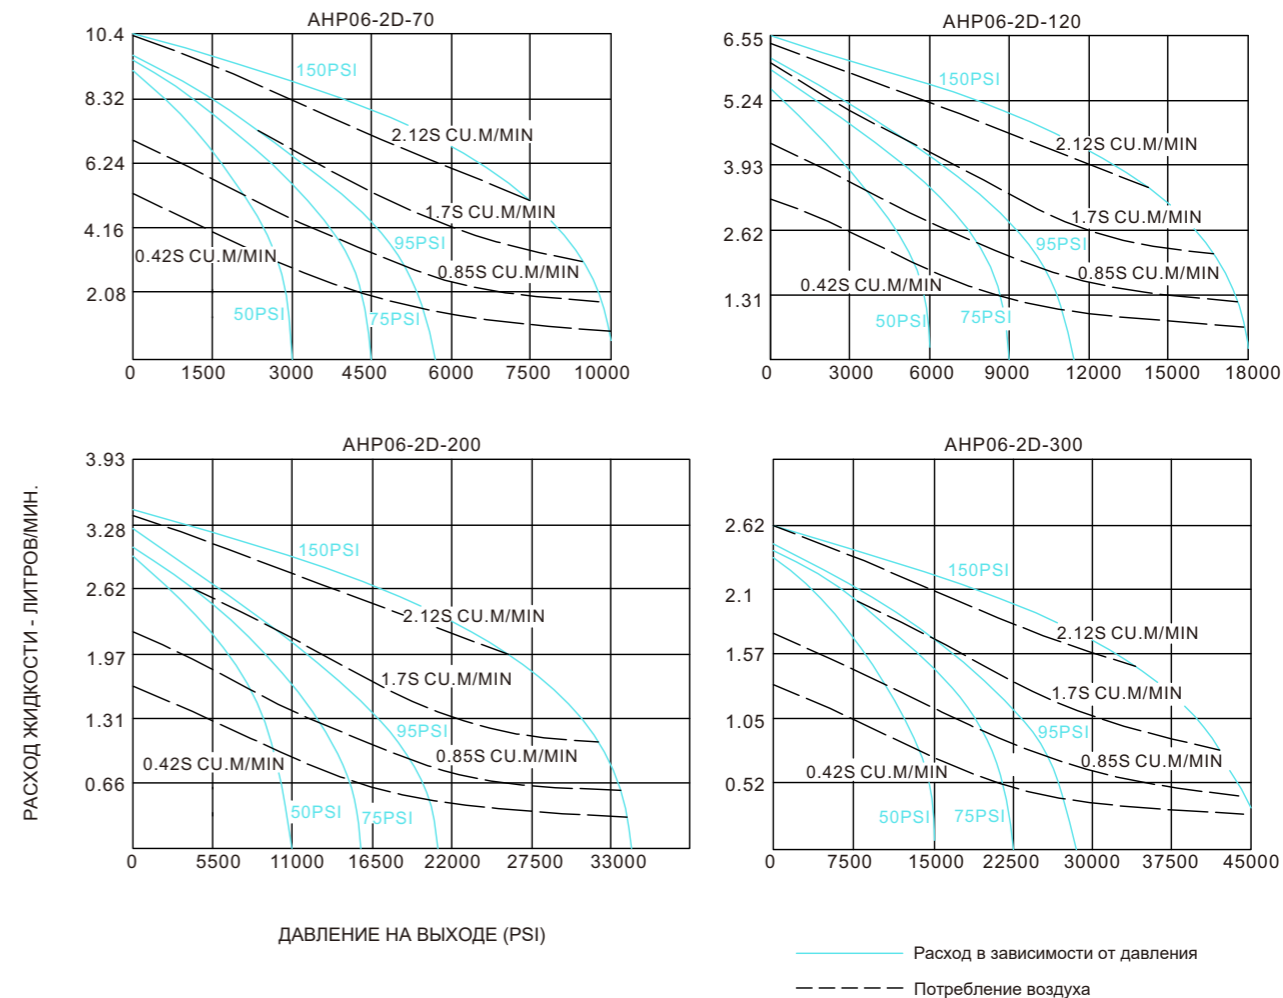 AHP06-2D-70
10.4
8.32
6.24
4.16
2.08
150PSI
2.12S CU.M/MIN
1.7S CU.M/MIN
95PSI
0.42S CU.M/MIN
0.85S CU.M/MIN
50PSI
75PSI
0 1500 3000 4500 6000 7500 10000
AHP06-2D-120
6.55
5.24
3.93
2.62
1.31
150PSI
2.12S CU.M/MIN
1.7S CU.M/MIN
95PSI
0.85S CU.M/MIN
0.42S CU.M/MIN
50PSI
75PSI
0 3000 6000 9000 12000 15000 18000
РАСХОД ЖИДКОСТИ - ЛИТРОВ/МИН.
AHP06-2D-200
3.93
3.28
2.62
1.97
1.31
0.66
150PSI
2.12S CU.M/MIN
1.7S CU.M/MIN
95PSI
0.85S CU.M/MIN
0.42S CU.M/MIN
50PSI
75PSI
0 5500 11000 16500 22000 27500 33000
AHP06-2D-300
2.62
2.1
1.57
1.05
0.52
150PSI
2.12S CU.M/MIN
1.7S CU.M/MIN
95PSI
0.85S CU.M/MIN
0.42S CU.M/MIN
50PSI
75PSI
0 7500 15000 22500 30000 37500 45000
ДАВЛЕНИЕ НА ВЫХОДЕ (PSI)
Расход в зависимости от давления
Потребление воздуха